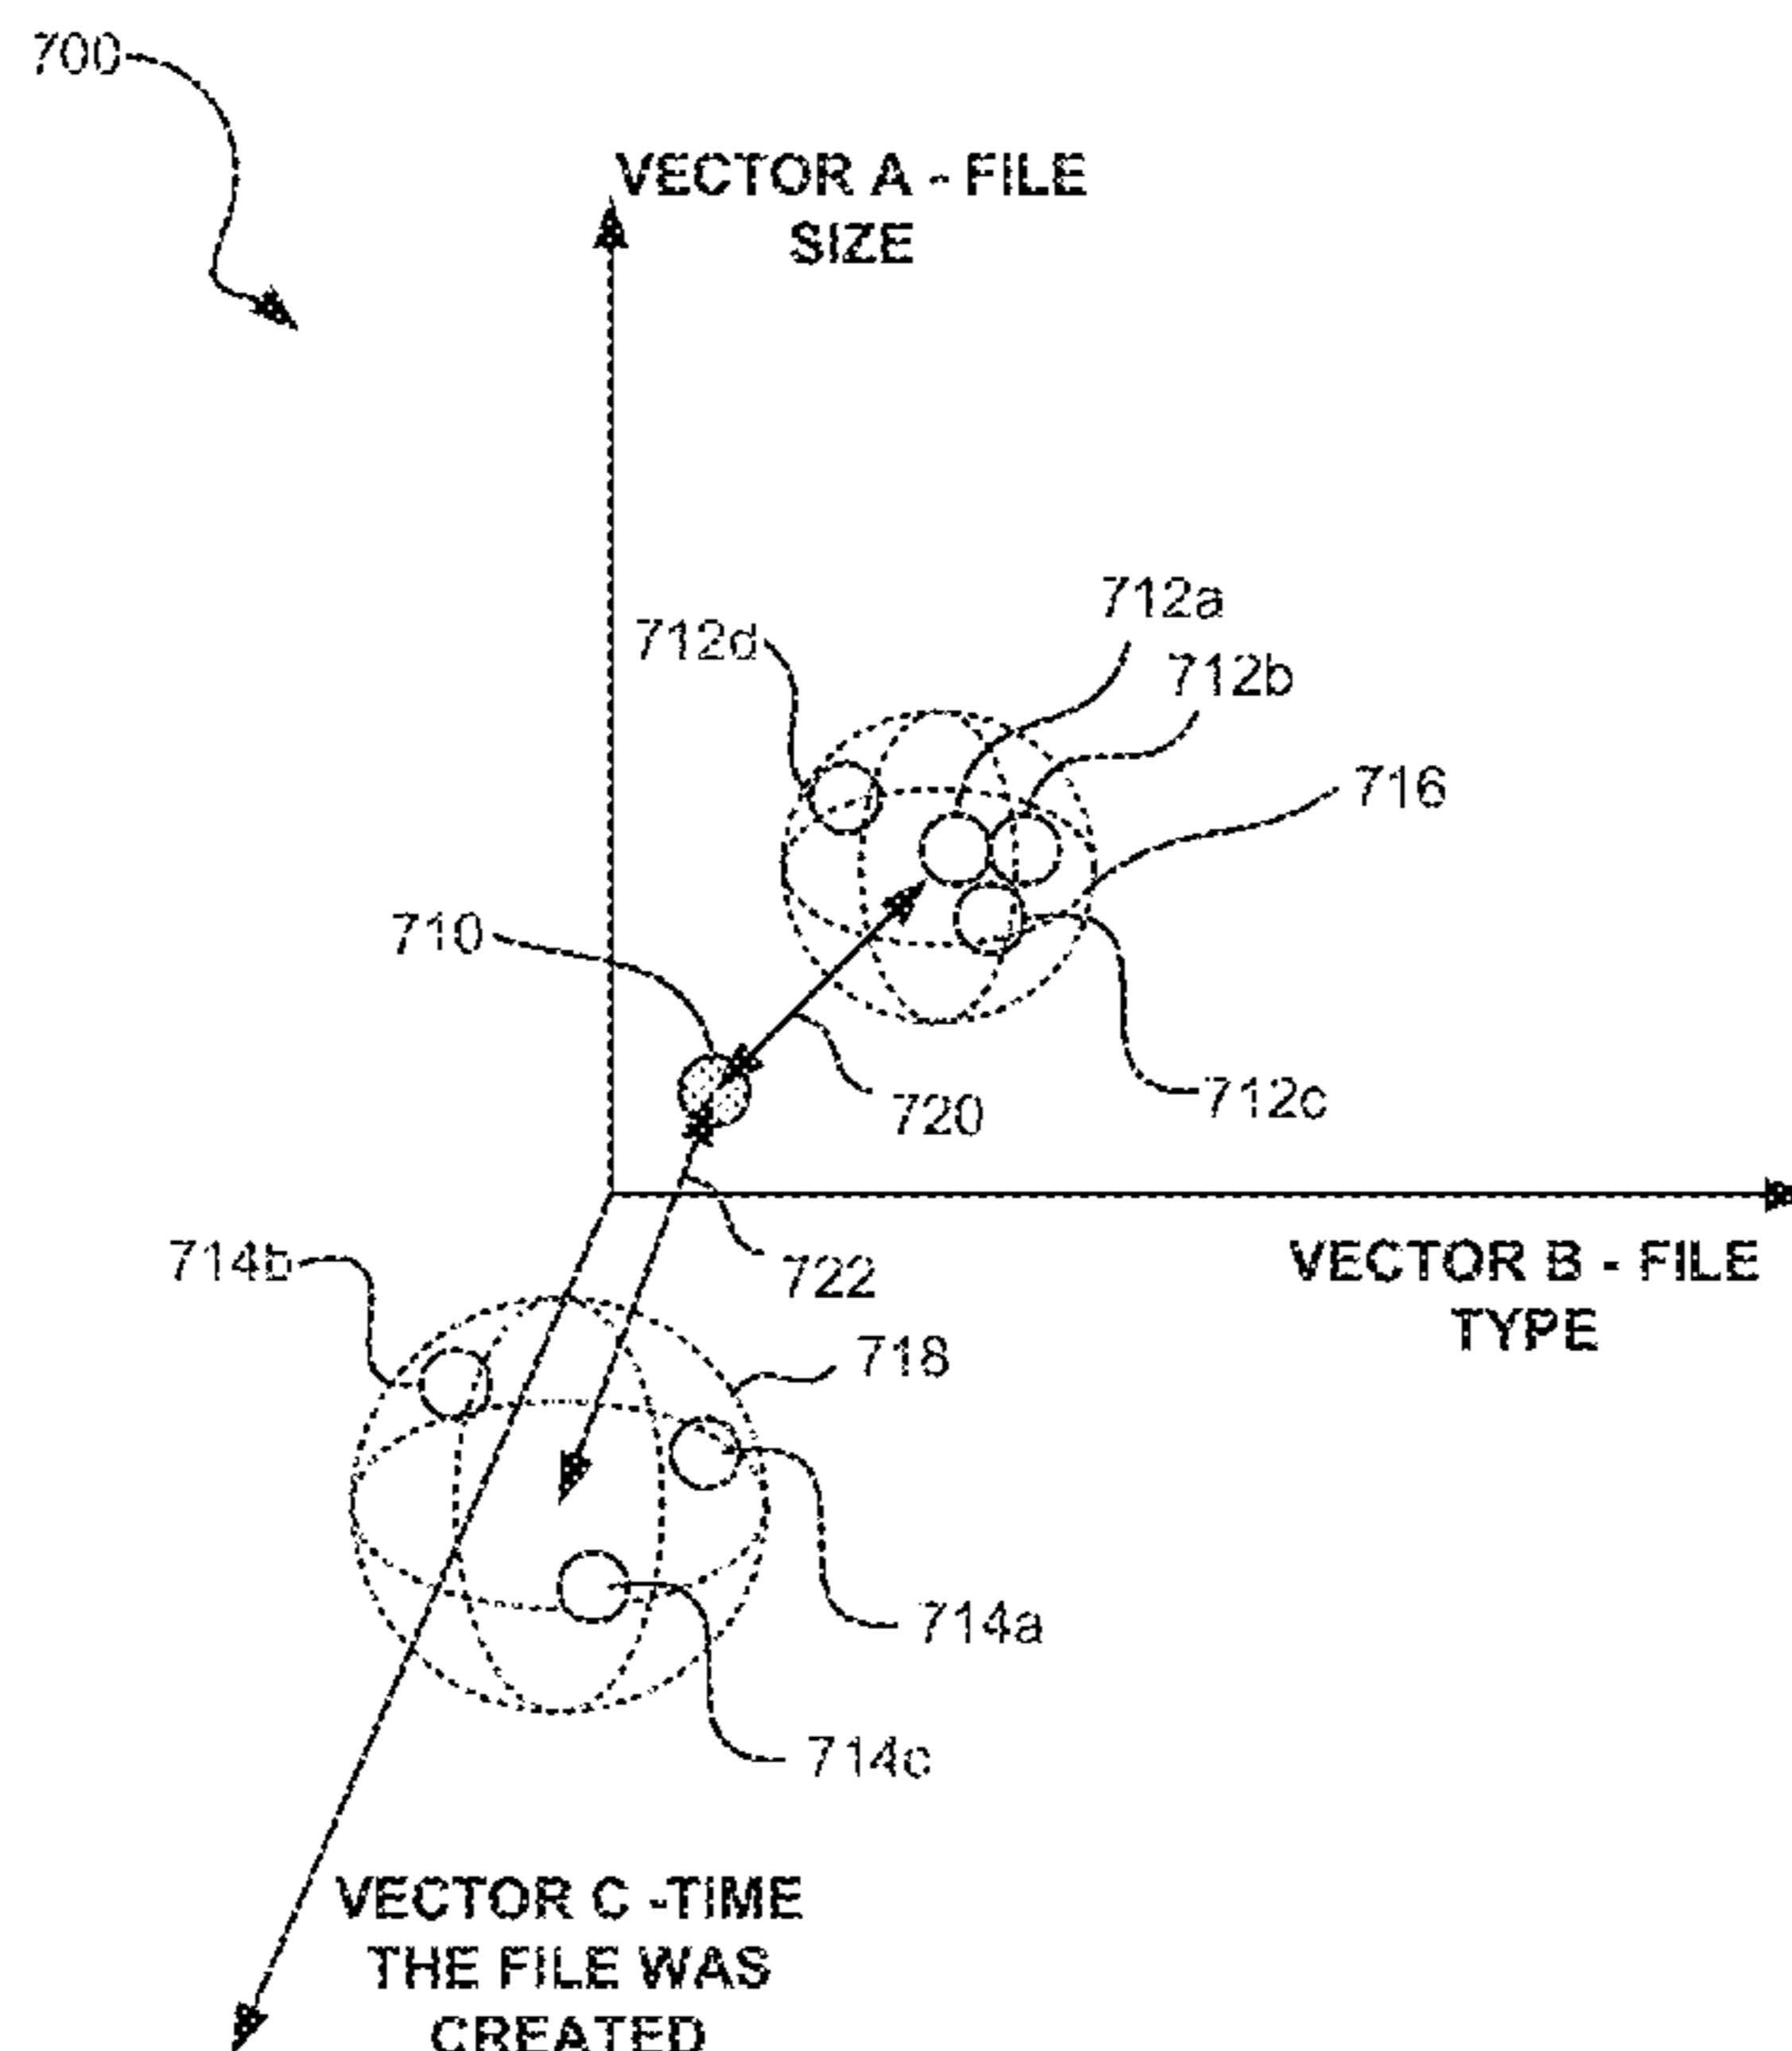 700
VECTOR A - FILE
SIZE
712a
712d
712b
716
710
720
712c
714b
722
VECTOR B - FILE
TYPE
718
714a
714c
VECTOR C -TIME
THE FILE WAS
CREATED